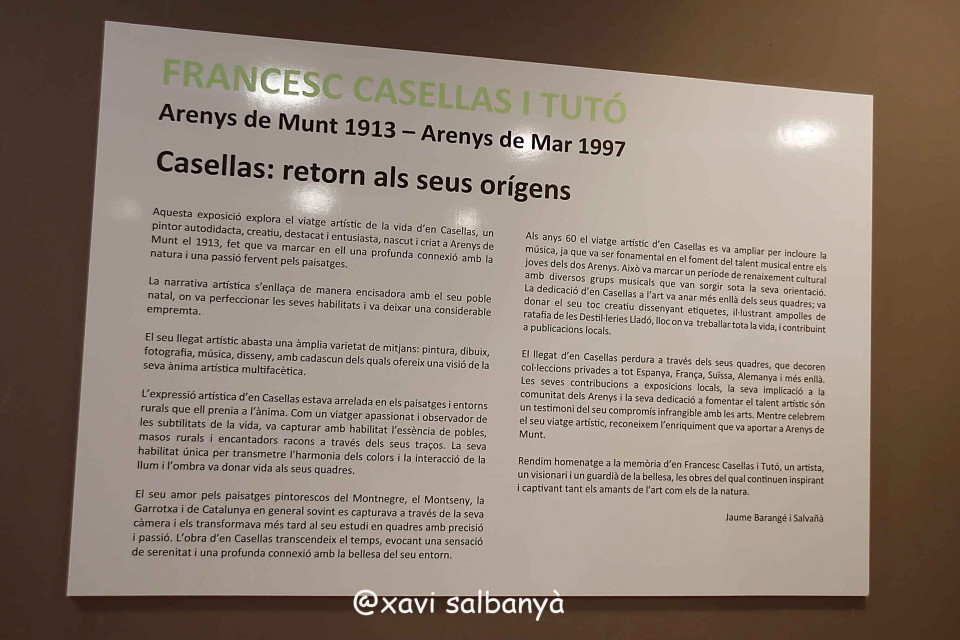 FRANCESC CASELLAS I TUTÓ
Arenys de Munt 1913 – Arenys de Mar 1997
Casellas: retorn als seus orígens
Aquesta exposició explora el viatge artístic de la vida d'en Casellas, un
pintor autodidacta, creatiu, destacat i entusiasta, nascut i criat a Arenys de
Munt el 1913, fet que va marcar en ell una profunda connexió amb la
natura i una passió fervent pels paisatges.
La narrativa artística s'enllaça de manera encisadora amb el seu poble
natal, on va perfeccionar les seves habilitats i va deixar una considerable
empremta.
El seu llegat artístic abasta una àmplia varietat de mitjans: pintura, dibuix,
fotografia, música, disseny, amb cadascun dels quals ofereix una visió de la
seva ànima artística multifacètica.
L'expressió artística d'en Casellas estava arrelada en els paisatges i entorns
rurals que ell prenia a l'ànima. Com un viatger apassionat i observador de
les subtilitats de la vida, va capturar amb habilitat l'essència de pobles,
masos rurals i encantadors racons a través dels seus traços. La seva
habilitat única per transmetre l'harmonia dels colors i la interacció de la
llum i l'ombra va donar vida als seus quadres.
El seu amor pels paisatges pintorescos del Montnegre, el Montseny, la
Garrotxa i de Catalunya en general sovint es capturava a través de la seva
càmera i els transformava més tard al seu estudi en quadres amb precisió
i passió. L'obra d'en Casellas transcendeix el temps, evocant una sensació
de serenitat i una profunda connexió amb la bellesa del seu entorn.
Als anys 60 el viatge artístic d'en Casellas es va ampliar per incloure la
música, ja que va ser fonamental en el foment del talent musical entre els
joves dels dos Arenys. Això va marcar un període de renaixement cultural
amb diversos grups musicals que van sorgir sota la seva orientació.
La dedicació d'en Casellas a l'art va anar més enllà dels seus quadres; va
donar el seu toc creatiu dissenyant etiquetes, il·lustrant ampolles de
ratafia de les Destil·leries Lladó, lloc on va treballar tota la vida, i contribuint
a publicacions locals.
El llegat d'en Casellas perdura a través dels seus quadres, que decoren
col·leccions privades a tot Espanya, França, Suïssa, Alemanya i més enllà.
Les seves contribucions a exposicions locals, la seva implicació a la
comunitat dels Arenys i la seva dedicació a fomentar el talent artístic són
un testimoni del seu compromís infrangible amb les arts. Mentre celebrem
el seu viatge artístic, reconeixem l'enriquiment que va aportar a Arenys de
Munt.
Rendim homenatge a la memòria d'en Francesc Casellas i Tutó, un artista,
un visionari i un guardià de la bellesa, les obres del qual continuen inspirant
i captivant tant els amants de l'art com els de la natura.
Jaume Barangé i Salvañà
@xavi salbanyà